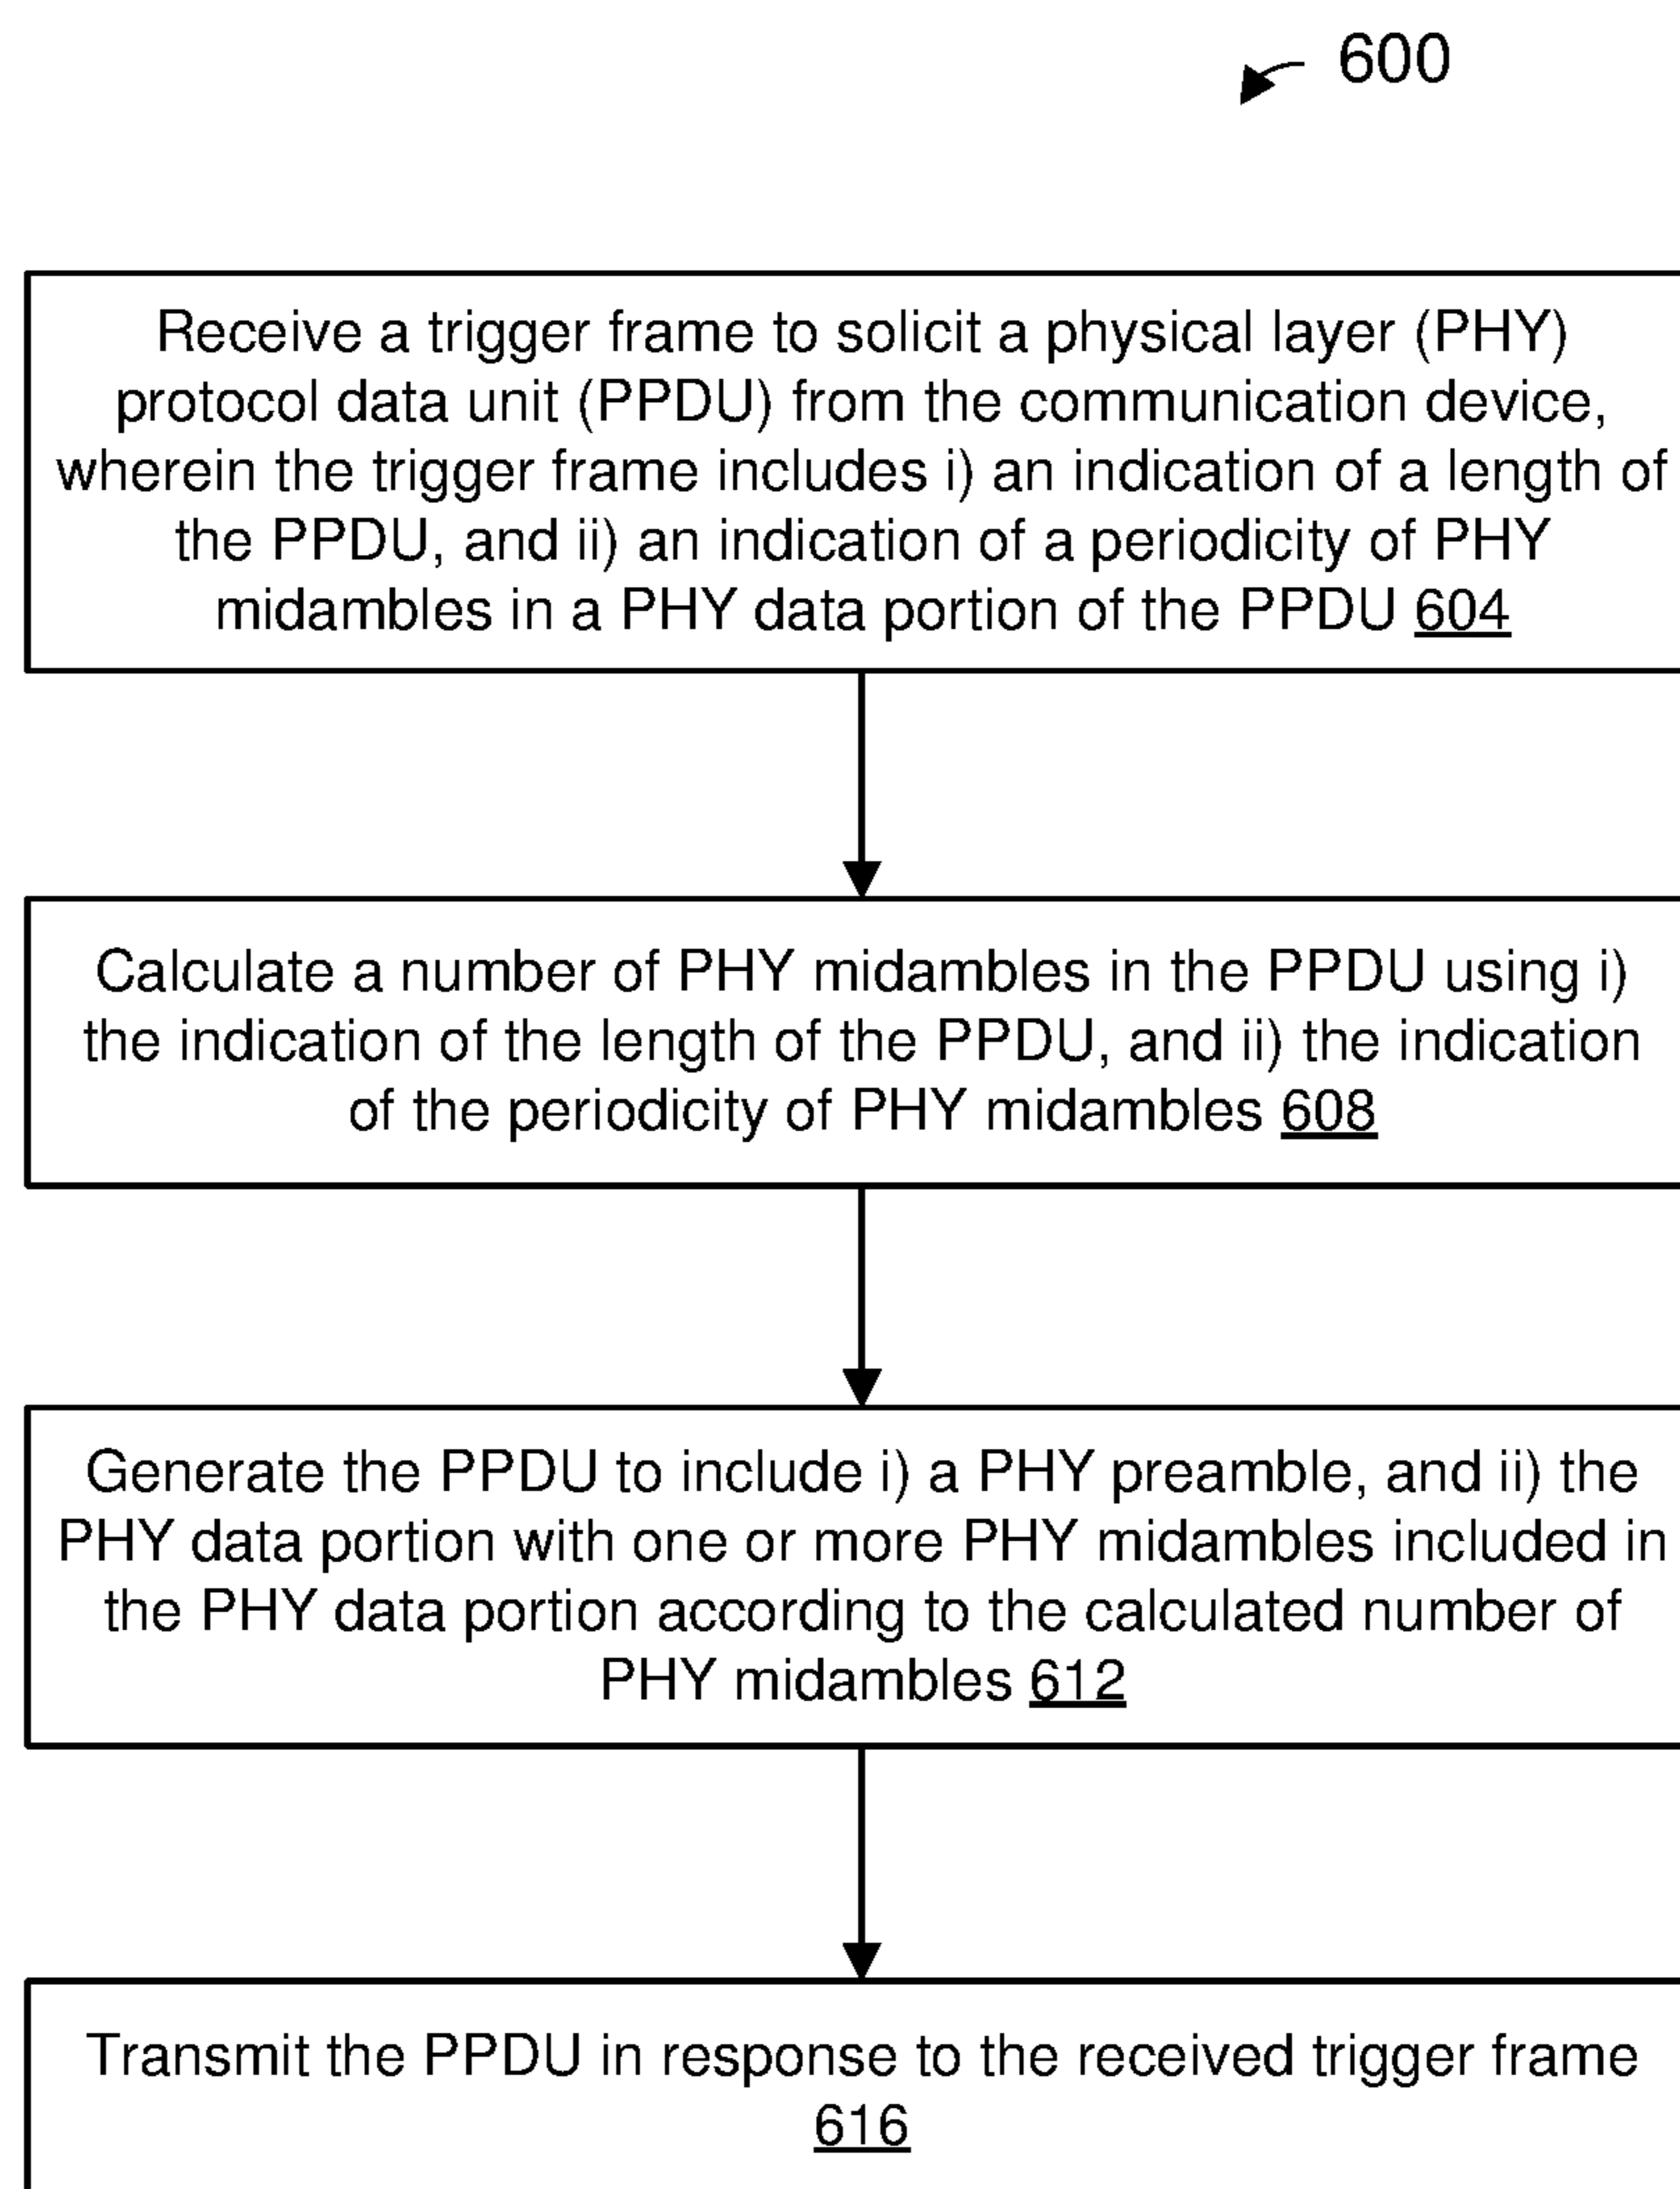 600
Receive a trigger frame to solicit a physical layer (PHY)
protocol data unit (PPDU) from the communication device,
wherein the trigger frame includes i) an indication of a length of
the PPDU, and ii) an indication of a periodicity of PHY
midambles in a PHY data portion of the PPDU 604
Calculate a number of PHY midambles in the PPDU using i)
the indication of the length of the PPDU, and ii) the indication
of the periodicity of PHY midambles 608
Generate the PPDU to include i) a PHY preamble, and ii) the
PHY data portion with one or more PHY midambles included in
the PHY data portion according to the calculated number of
PHY midambles 612
Transmit the PPDU in response to the received trigger frame
616